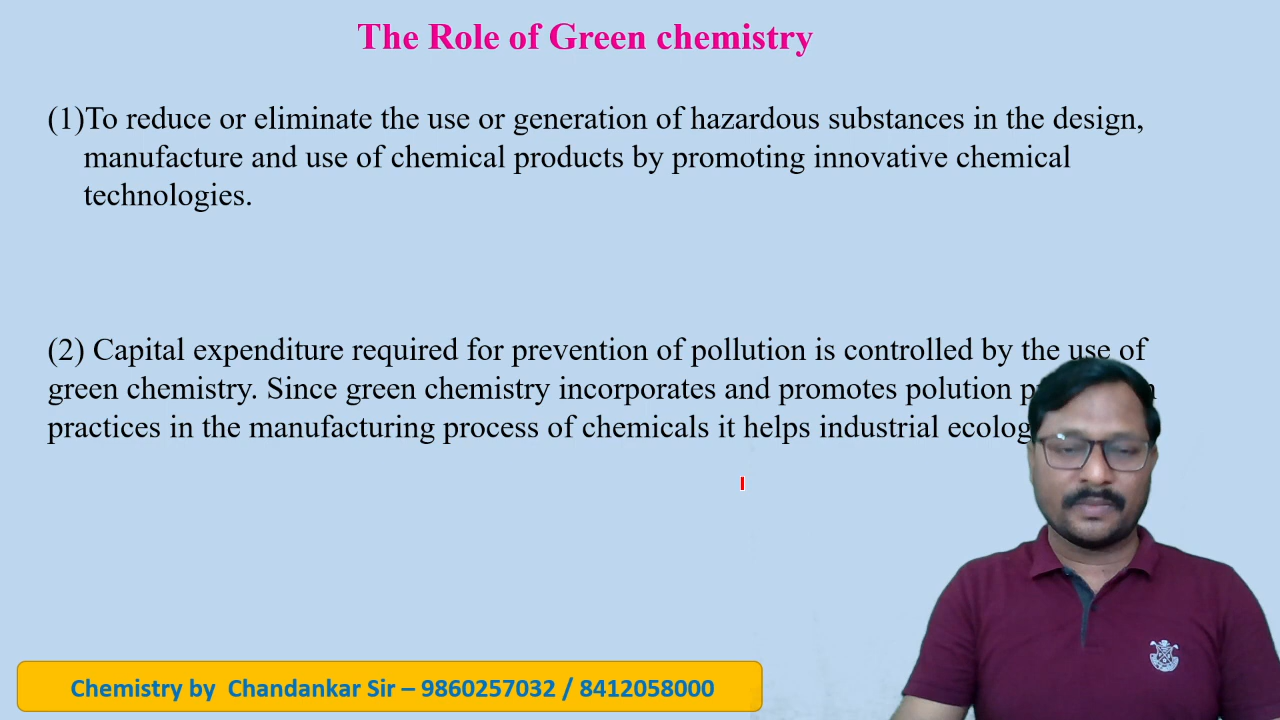 The Role of Green chemistry
(1)To reduce or eliminate the use or generation of hazardous substances in the design,
manufacture and use of chemical products by promoting innovative chemical
technologies.
(2) Capital expenditure required for prevention of pollution is controlled by the use of
green chemistry. Since green chemistry incorporates and promotes polution
practices in the manufacturing process of chemicals it helps industrial
Chemistry by Chandankar Sir – 9860257032 / 8412058000